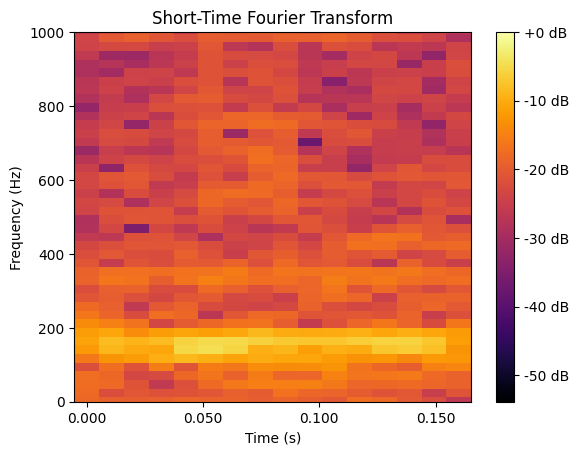 Short-Time Fourier Transform
1000
800
600
400
200
0
Frequency (Hz)
0.000
0.050
0.100
0.150
Time (s)
+0 dB
-10 dB
-20 dB
-30 dB
-40 dB
-50 dB